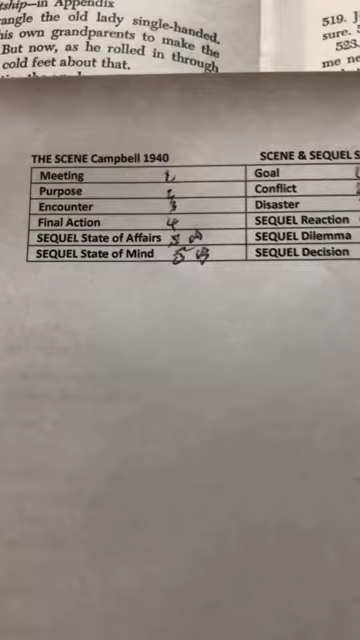 tship—in Appendix
angle the old lady single-handed.
his own grandparents to make the
But now, as he rolled in through
cold feet about that.
519. J
sure. S
523.
me ne
THE SCENE Campbell 1940 SCENE & SEQUEL S
Meeting Goal
Purpose Conflict
Encounter 3 Disaster
Final Action 4 SEQUEL Reaction
SEQUEL State of Affairs 5 SEQUEL Dilemma
SEQUEL State of Mind 5 SEQUEL Decision